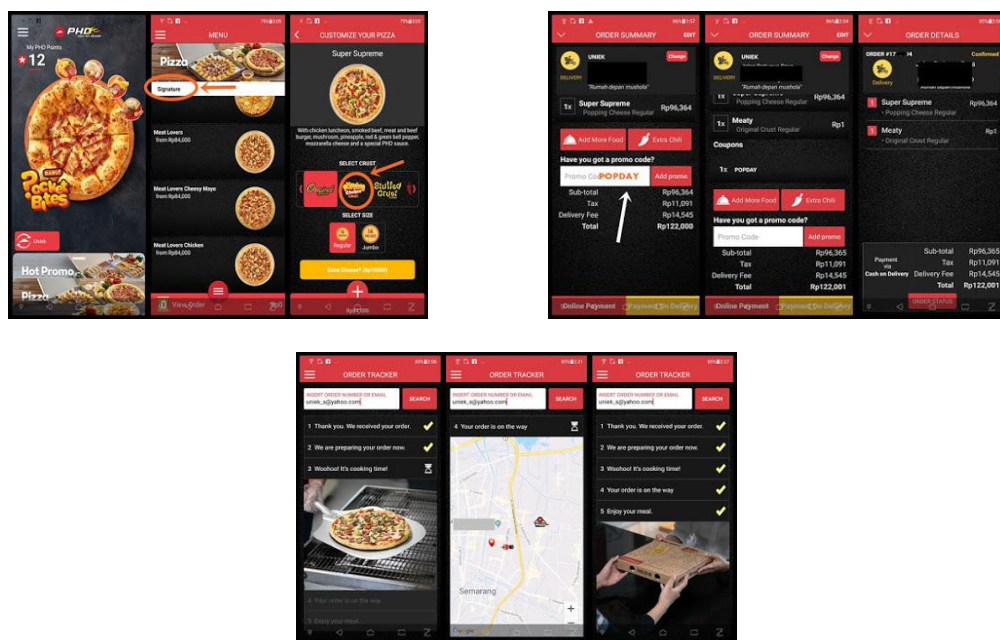 PHD
My PHD Points
12
BARU!
Pocket
Bites
Uniek
Hot Promo
Pizza
MENU
Pizza
Signature
Meat Lovers
from Rp84,000
Meat Lovers Cheesy Mayo
from Rp84,000
Meat Lovers Chicken
from Rp84,000
View Order
Rp0
CUSTOMIZE YOUR PIZZA
Super Supreme
With chicken luncheon, smoked beef, meat and beef
burger, mushroom, pineapple, red & green bell pepper,
mozzarella cheese and a special PHD sauce.
SELECT CRUST
Original
Stuffed
Crust
SELECT SIZE
Regular
Jumbo
ORDER SUMMARY EDIT
UNIEK
Change
DELIVERY
"Rumah depan mushola"
1x Super Supreme Rp96,364
Popping Cheese Regular
Add More Food
Extra Chili
Have you got a promo code?
POPDAY
Add promo
Sub-total Rp96,364
Tax Rp11,091
Delivery Fee Rp14,545
Total Rp122,000
Online Payment
Payment On Delivery
ORDER SUMMARY EDIT
UNIEK
Change
DELIVERY
"Rumah depan mushola"
1x Super Supreme Rp96,364
Popping Cheese Regular
1x Meaty Rp1
Original Crust Regular
Coupons
1x POPDAY
Add More Food
Extra Chili
Have you got a promo code?
Promo Code
Add promo
Sub-total Rp96,365
Tax Rp11,091
Delivery Fee Rp14,545
Total Rp122,001
Online Payment
Payment On Delivery
ORDER DETAILS
ORDER #17 Confirmed
Delivery
1 Super Supreme Rp96,364
• Popping Cheese Regular
1 Meaty Rp1
• Original Crust Regular
Payment
via
Cash on Delivery
Sub-total Rp96,365
Tax Rp11,091
Delivery Fee Rp14,545
Total Rp122,001
ORDER STATUS
ORDER TRACKER
INSERT ORDER NUMBER OR EMAIL
uniek_s@yahoo.com
SEARCH
1 Thank you. We received your order.
2 We are preparing your order now.
3 Woohoo! It's cooking time!
4 Your order is on the way
5 Enjoy your meal.
ORDER TRACKER
INSERT ORDER NUMBER OR EMAIL
uniek_s@yahoo.com
SEARCH
4 Your order is on the way
Semarang
Google
ORDER TRACKER
INSERT ORDER NUMBER OR EMAIL
uniek_s@yahoo.com
SEARCH
1 Thank you. We received your order.
2 We are preparing your order now.
3 Woohoo! It's cooking time!
4 Your order is on the way
5 Enjoy your meal.